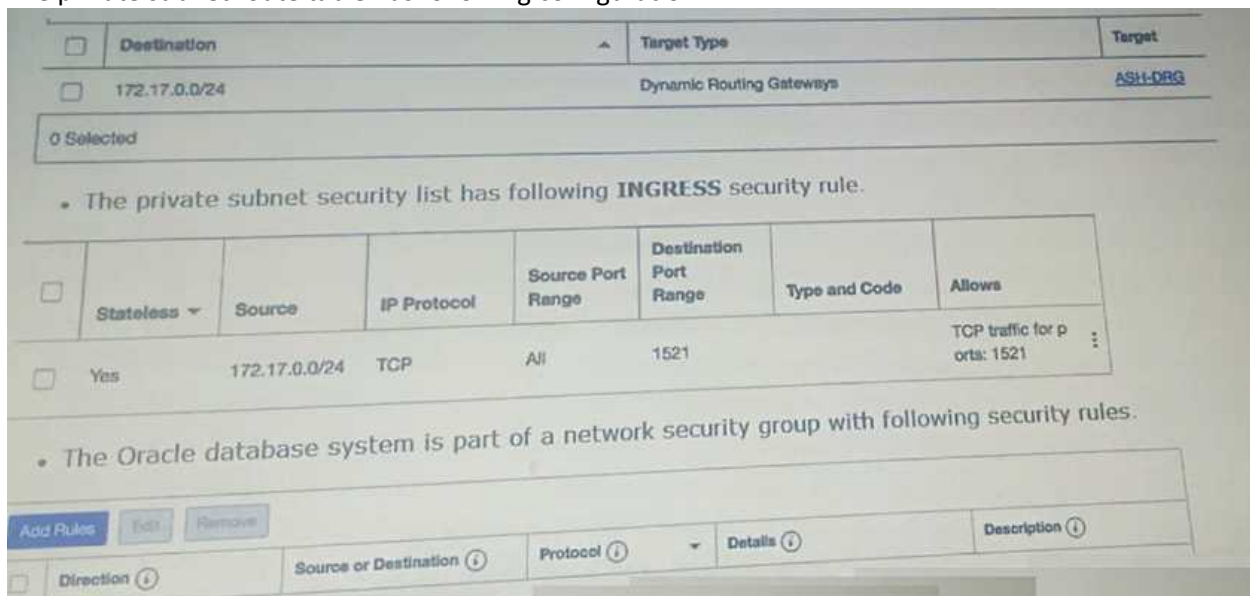 Destination Target Type Target
172.17.0.0/24 Dynamic Routing Gateways ASH-DRG
0 Selected
• The private subnet security list has following INGRESS security rule.
Stateless Source IP Protocol Source Port Range Destination Port Range Type and Code Allows
Yes 172.17.0.0/24 TCP All 1521 TCP traffic for p
orts: 1521
• The Oracle database system is part of a network security group with following security rules.
Add Rules Edit Remove
Direction Source or Destination Protocol Details Description